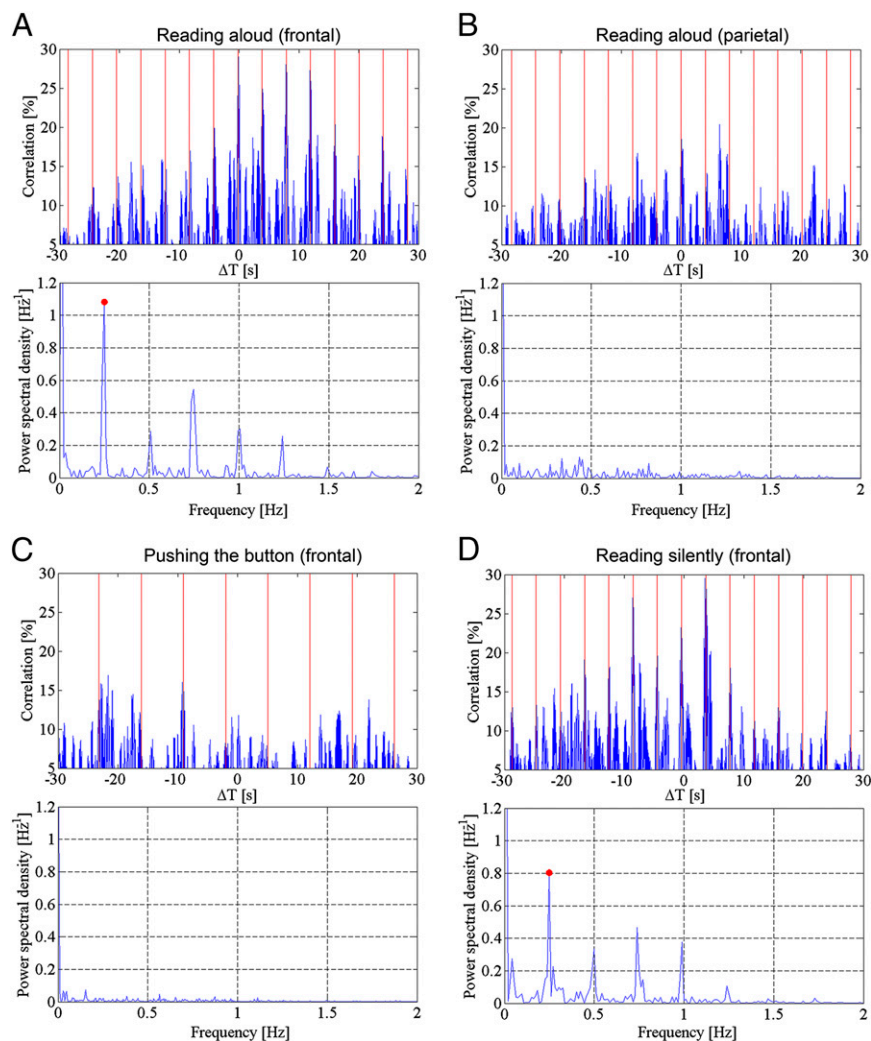 A
Reading aloud (frontal)
Correlation [%]
30
25
20
15
10
5
-30 -20 -10 0 10 20 30
ΔT [s]
Power spectral density [Hz̄¹]
1.2
1
0.8
0.6
0.4
0.2
0
0 0.5 1 1.5 2
Frequency [Hz]
B
Reading aloud (parietal)
Correlation [%]
30
25
20
15
10
5
-30 -20 -10 0 10 20 30
ΔT [s]
Power spectral density [Hz̄¹]
1.2
1
0.8
0.6
0.4
0.2
0
0 0.5 1 1.5 2
Frequency [Hz]
C
Pushing the button (frontal)
Correlation [%]
30
25
20
15
10
5
-30 -20 -10 0 10 20 30
ΔT [s]
Power spectral density [Hz̄¹]
1.2
1
0.8
0.6
0.4
0.2
0
0 0.5 1 1.5 2
Frequency [Hz]
D
Reading silently (frontal)
Correlation [%]
30
25
20
15
10
5
-30 -20 -10 0 10 20 30
ΔT [s]
Power spectral density [Hz̄¹]
1.2
1
0.8
0.6
0.4
0.2
0
0 0.5 1 1.5 2
Frequency [Hz]